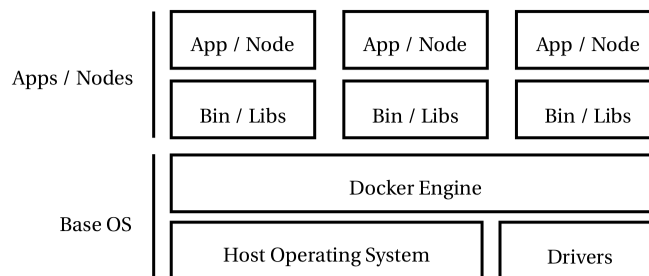 App / Node App / Node App / Node
Apps / Nodes
Bin / Libs Bin / Libs Bin / Libs
Docker Engine
Base OS
Host Operating System Drivers